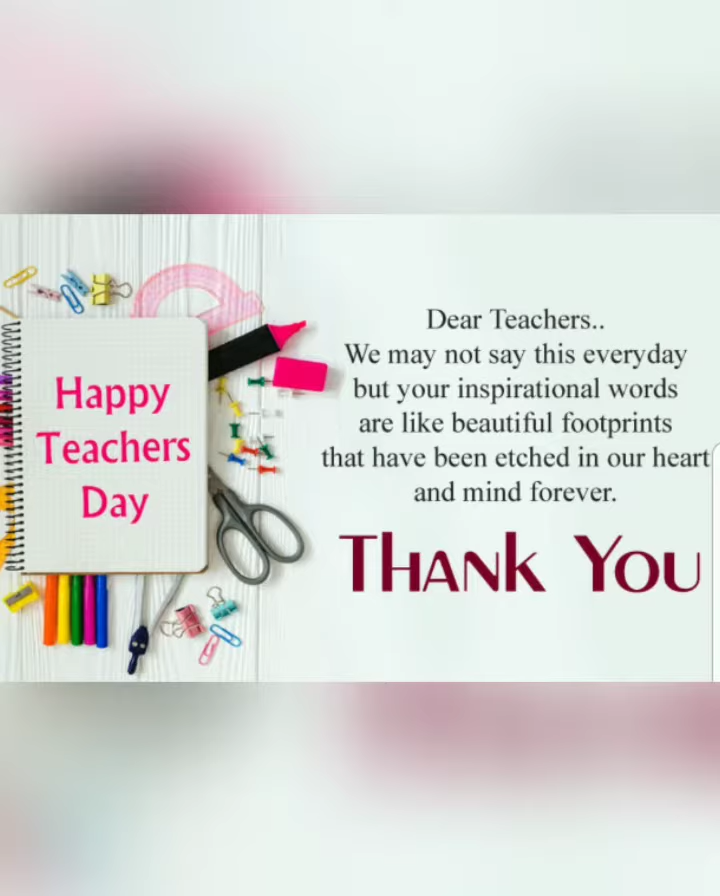 Happy
Teachers
Day
Dear Teachers..
We may not say this everyday
but your inspirational words
are like beautiful footprints
that have been etched in our heart
and mind forever.
THANK YOU